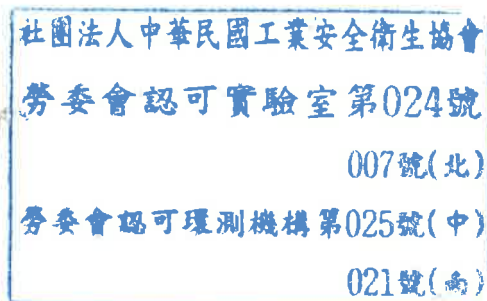 社團法人中華民國工業安全衛生協會
勞委會認可實驗室第024號
007號(北)
勞委會認可環測機構第025號(中)
021號(南)